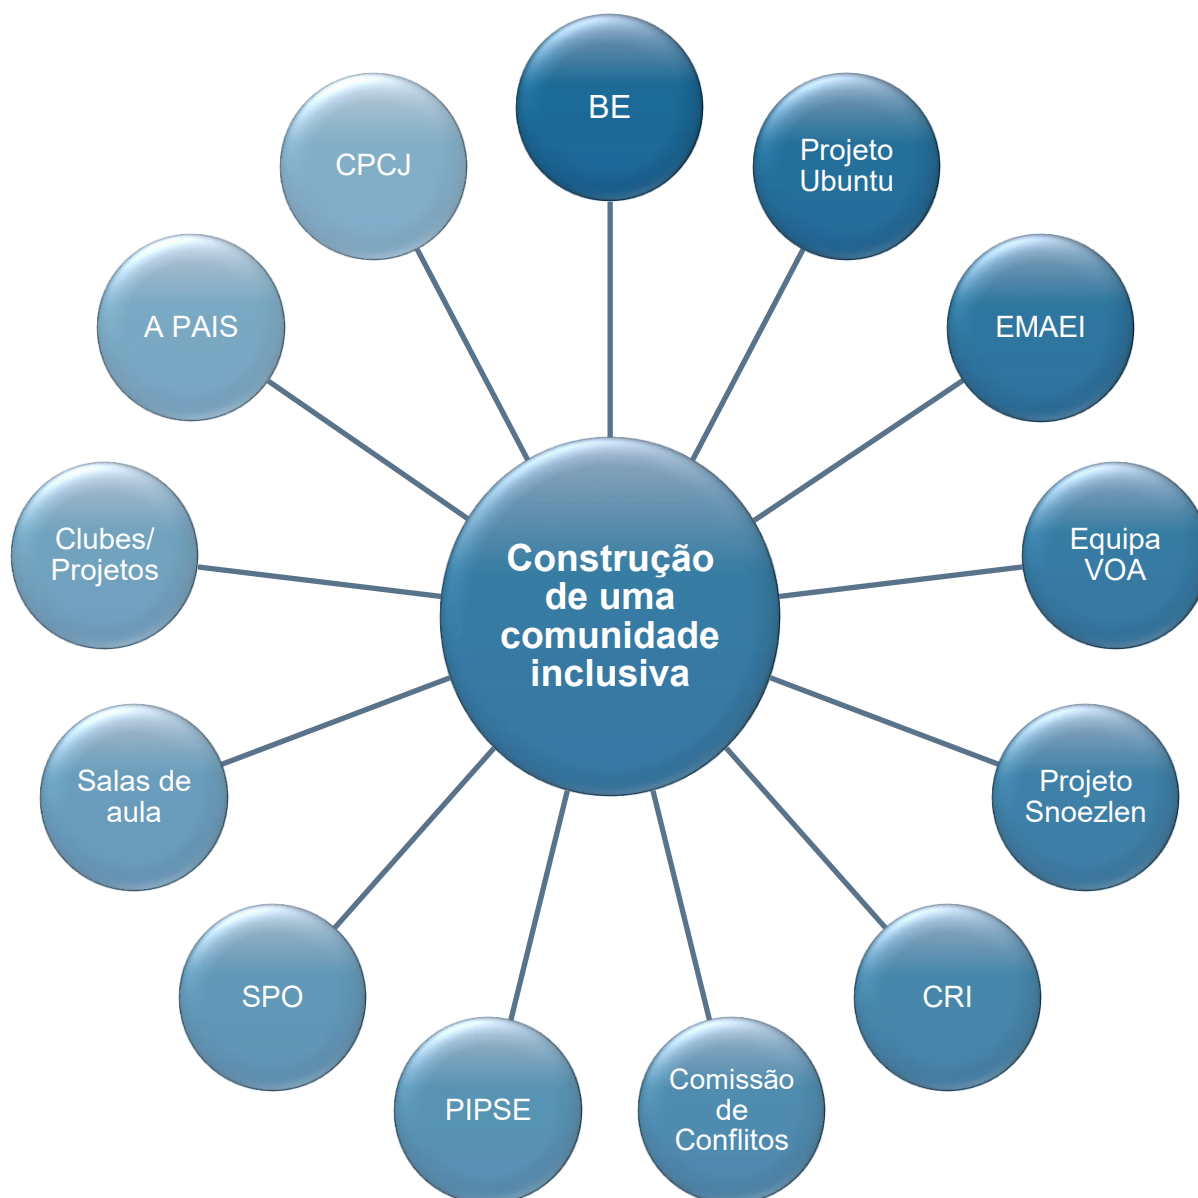 BE
Projeto
Ubuntu
EMAEI
Equipa
VOA
Projeto
Snoezlen
CRI
Comissão
de
Conflitos
PIPSE
SPO
Salas de
aula
Clubes/
Projetos
A PAIS
CPCJ
Construção
de uma
comunidade
inclusiva